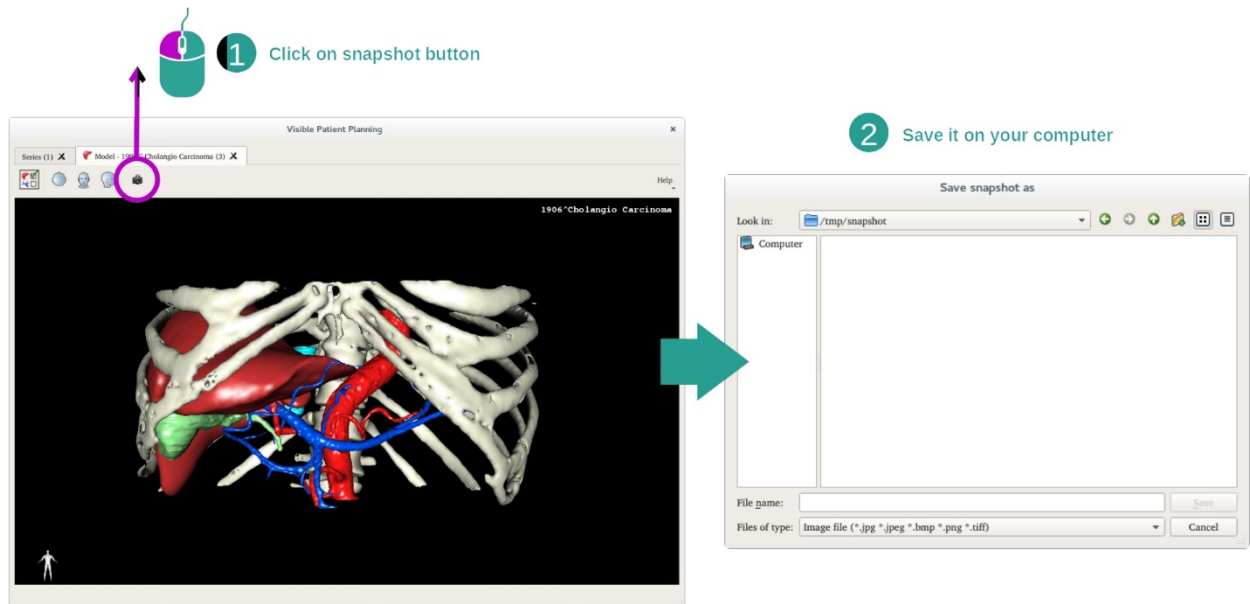 1 Click on snapshot button
Visible Patient Planning
2 Save it on your computer
Series (1)
Model - 1906^Cholangio Carcinoma (3)
Help
1906^Cholangio Carcinoma
Save snapshot as
Look in: /tmp/snapshot
Computer
File name: Save
Files of type: Image file (*.jpg *.jpeg *.bmp *.png *.tiff) Cancel